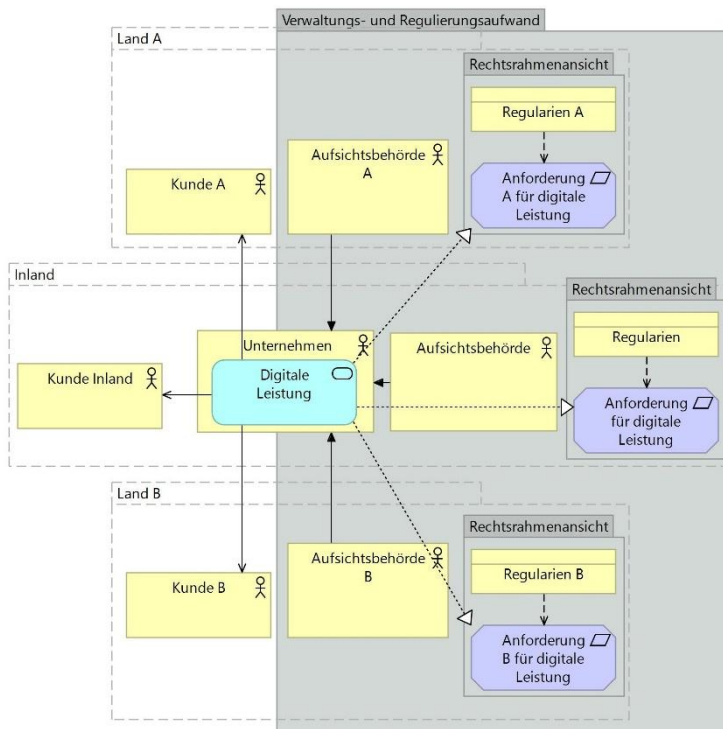 Verwaltungs- und Regulierungsaufwand
Land A
Rechtsrahmenansicht
Regularien A
Aufsichtsbehörde
A
Kunde A
Anforderung
A für digitale
Leistung
Inland
Rechtsrahmenansicht
Regularien
Unternehmen
Aufsichtsbehörde
Kunde Inland
Digitale
Leistung
Anforderung
für digitale
Leistung
Land B
Rechtsrahmenansicht
Aufsichtsbehörde
B
Regularien B
Kunde B
Anforderung
B für digitale
Leistung